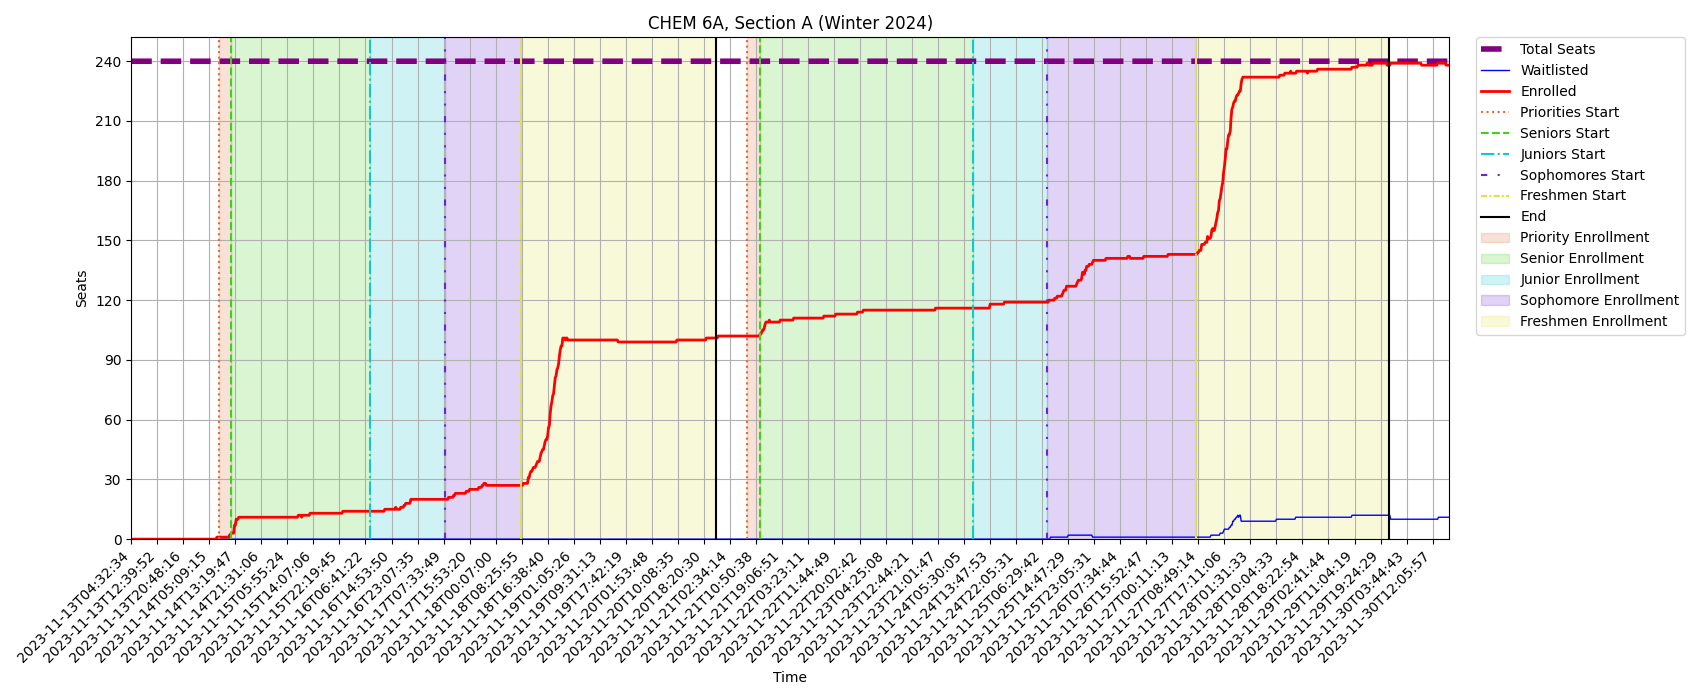 CHEM 6A, Section A (Winter 2024)
Seats
240
210
180
150
120
90
60
30
0
2023-11-13T04:32:34
2023-11-13T12:39:52
2023-11-13T20:48:16
2023-11-14T05:09:15
2023-11-14T13:19:47
2023-11-14T21:31:06
2023-11-15T05:55:24
2023-11-15T14:07:06
2023-11-15T22:19:45
2023-11-16T06:41:22
2023-11-16T14:53:50
2023-11-16T23:07:35
2023-11-17T07:33:49
2023-11-17T15:53:20
2023-11-18T00:07:00
2023-11-18T08:25:55
2023-11-18T16:38:40
2023-11-19T01:05:26
2023-11-19T09:31:13
2023-11-19T17:42:19
2023-11-20T01:53:48
2023-11-20T10:08:35
2023-11-20T18:20:30
2023-11-21T02:34:14
2023-11-21T10:50:38
2023-11-21T19:06:51
2023-11-22T03:23:11
2023-11-22T11:44:49
2023-11-22T20:02:42
2023-11-23T04:25:08
2023-11-23T12:44:21
2023-11-23T21:01:47
2023-11-24T05:30:05
2023-11-24T13:47:53
2023-11-24T22:05:31
2023-11-25T06:29:42
2023-11-25T14:47:29
2023-11-25T23:05:31
2023-11-26T07:34:44
2023-11-26T15:52:47
2023-11-27T00:11:13
2023-11-27T08:49:14
2023-11-27T17:11:06
2023-11-28T01:31:33
2023-11-28T10:04:33
2023-11-28T18:22:54
2023-11-29T02:41:44
2023-11-29T11:04:19
2023-11-29T19:24:29
2023-11-30T03:44:43
2023-11-30T12:05:57
Time
Total Seats
Waitlisted
Enrolled
Priorities Start
Seniors Start
Juniors Start
Sophomores Start
Freshmen Start
End
Priority Enrollment
Senior Enrollment
Junior Enrollment
Sophomore Enrollment
Freshmen Enrollment